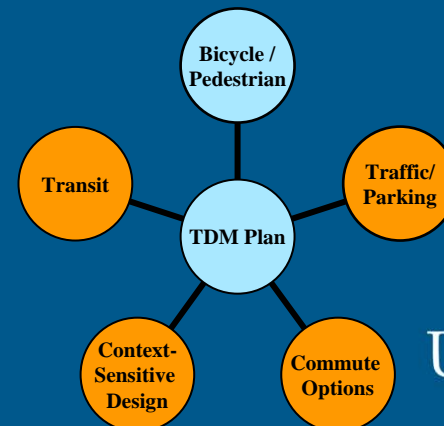 Bicycle /
Pedestrian
Transit
Traffic/
Parking
TDM Plan
Context-
Sensitive
Design
Commute
Options
U